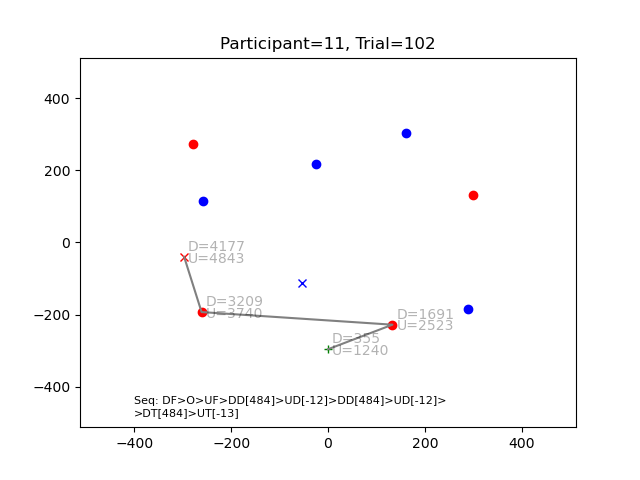 Participant=11, Trial=102
400
200
0
−200
−400
D=4177
U=4843
D=3209
U=3740
D=1691
U=2523
D=355
U=1240
Seq: DF>O>UF>DD[484]>UD[-12]>DD[484]>UD[-12]>
>DT[484]>UT[-13]
−400 −200 0 200 400